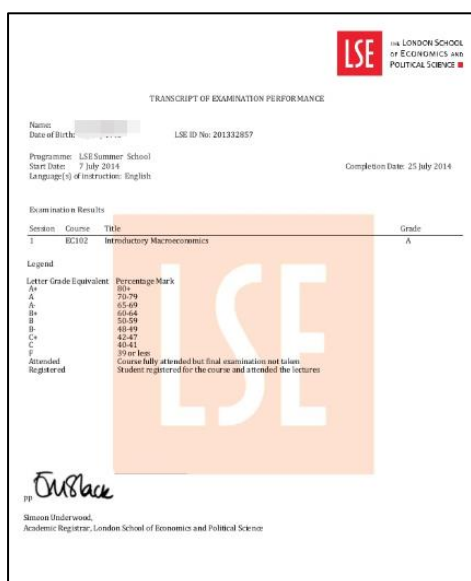 LSE THE LONDON SCHOOL
OF ECONOMICS AND
POLITICAL SCIENCE
TRANSCRIPT OF EXAMINATION PERFORMANCE
Name:
Date of Birth: LSE ID No: 201332857
Programme: LSE Summer School
Start Date: 7 July 2014 Completion Date: 25 July 2014
Language(s) of instruction: English
Examination Results
Session Course Title Grade
1 EC102 Introductory Macroeconomics A
Legend
Letter Grade Equivalent Percentage Mark
A+ 80+
A 70-79
A- 65-69
B+ 60-64
B 50-59
B- 48-49
C+ 42-47
C 40-41
F 39 or less
Attended Course fully attended but final examination not taken
Registered Student registered for the course and attended the lectures
LSE
pp
Simeon Underwood,
Academic Registrar, London School of Economics and Political Science